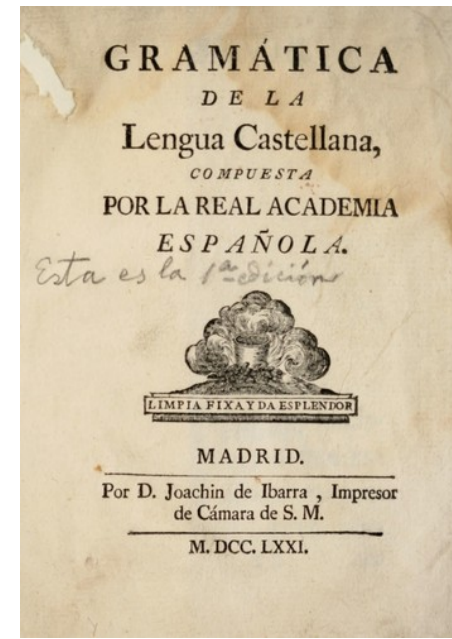 GRAMÁTICA
DE LA
Lengua Castellana,
COMPUESTA
POR LA REAL ACADEMIA
ESPAÑOLA.
Esta es la 1ª edición
LIMPIA FIXA Y DA ESPLENDOR
MADRID.
Por D. Joachin de Ibarra , Impresor
de Cámara de S. M.
M. DCC. LXXI.